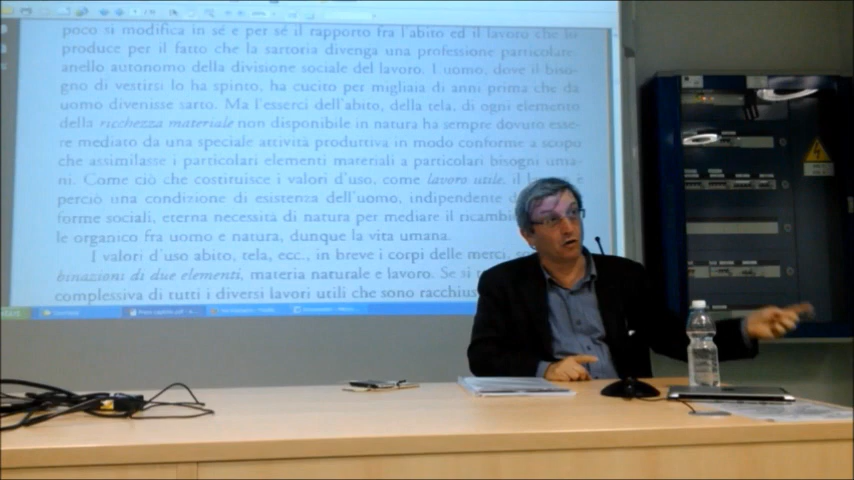 poco si modifica in sé e per sé il rapporto fra l'abito ed il lavoro che lo
produce per il fatto che la sartoria divenga una professione particolare,
anello autonomo della divisione sociale del lavoro. L'uomo, dove il biso-
gno di vestirsi lo ha spinto, ha cucito per migliaia di anni prima che da
uomo divenisse sarto. Ma l'esserci dell'abito, della tela, di ogni elemento
della ricchezza materiale non disponibile in natura ha sempre dovuto esse-
re mediato da una speciale attività produttiva in modo conforme a scopo
che assimilasse i particolari elementi materiali a particolari bisogni uma-
ni. Come ciò che costituisce i valori d'uso, come lavoro utile, il è
perciò una condizione di esistenza dell'uomo, indipendente
forme sociali, eterna necessità di natura per mediare il
le organico fra uomo e natura, dunque la vita umana.
I valori d'uso abito, tela, ecc., in breve i corpi delle merci,
binazioni di due elementi, materia naturale e lavoro. Se si
complessiva di tutti i diversi lavori utili che sono